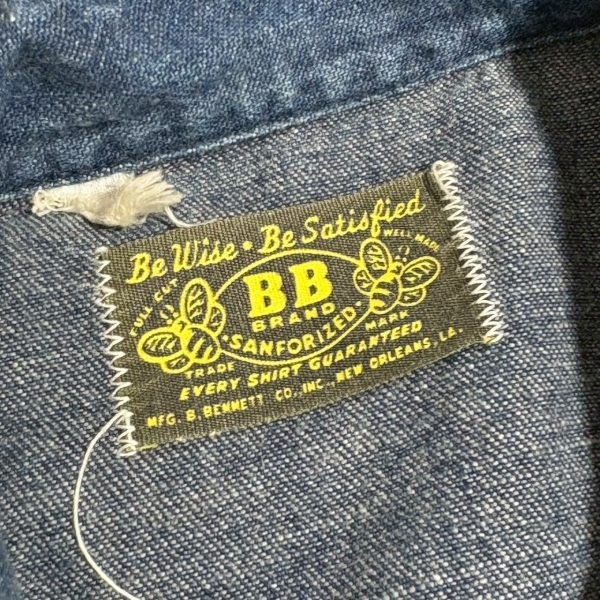 Be Wise • Be Satisfied
FULL CUT
WELL MADE
BB
BRAND
•SANFORIZED•
TRADE
MARK
EVERY SHIRT GUARANTEED
MFG. B. BENNETT CO., INC., NEW ORLEANS, LA.